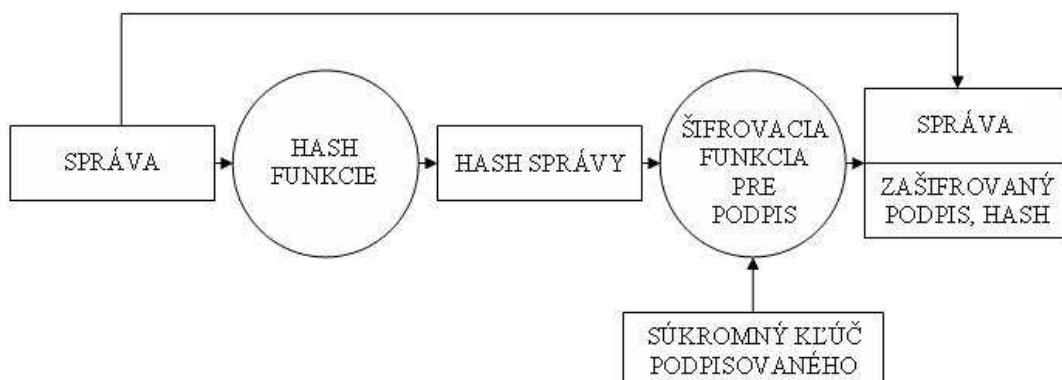 SPRÁVA
HASH
FUNKCIE
HASH SPRÁVY
ŠIFROVACIA
FUNKCIA
PRE
PODPIS
SPRÁVA
ZAŠIFROVANÝ
PODPIS, HASH
SÚKROMNÝ KĽÚČ
PODPISOVANÉHO